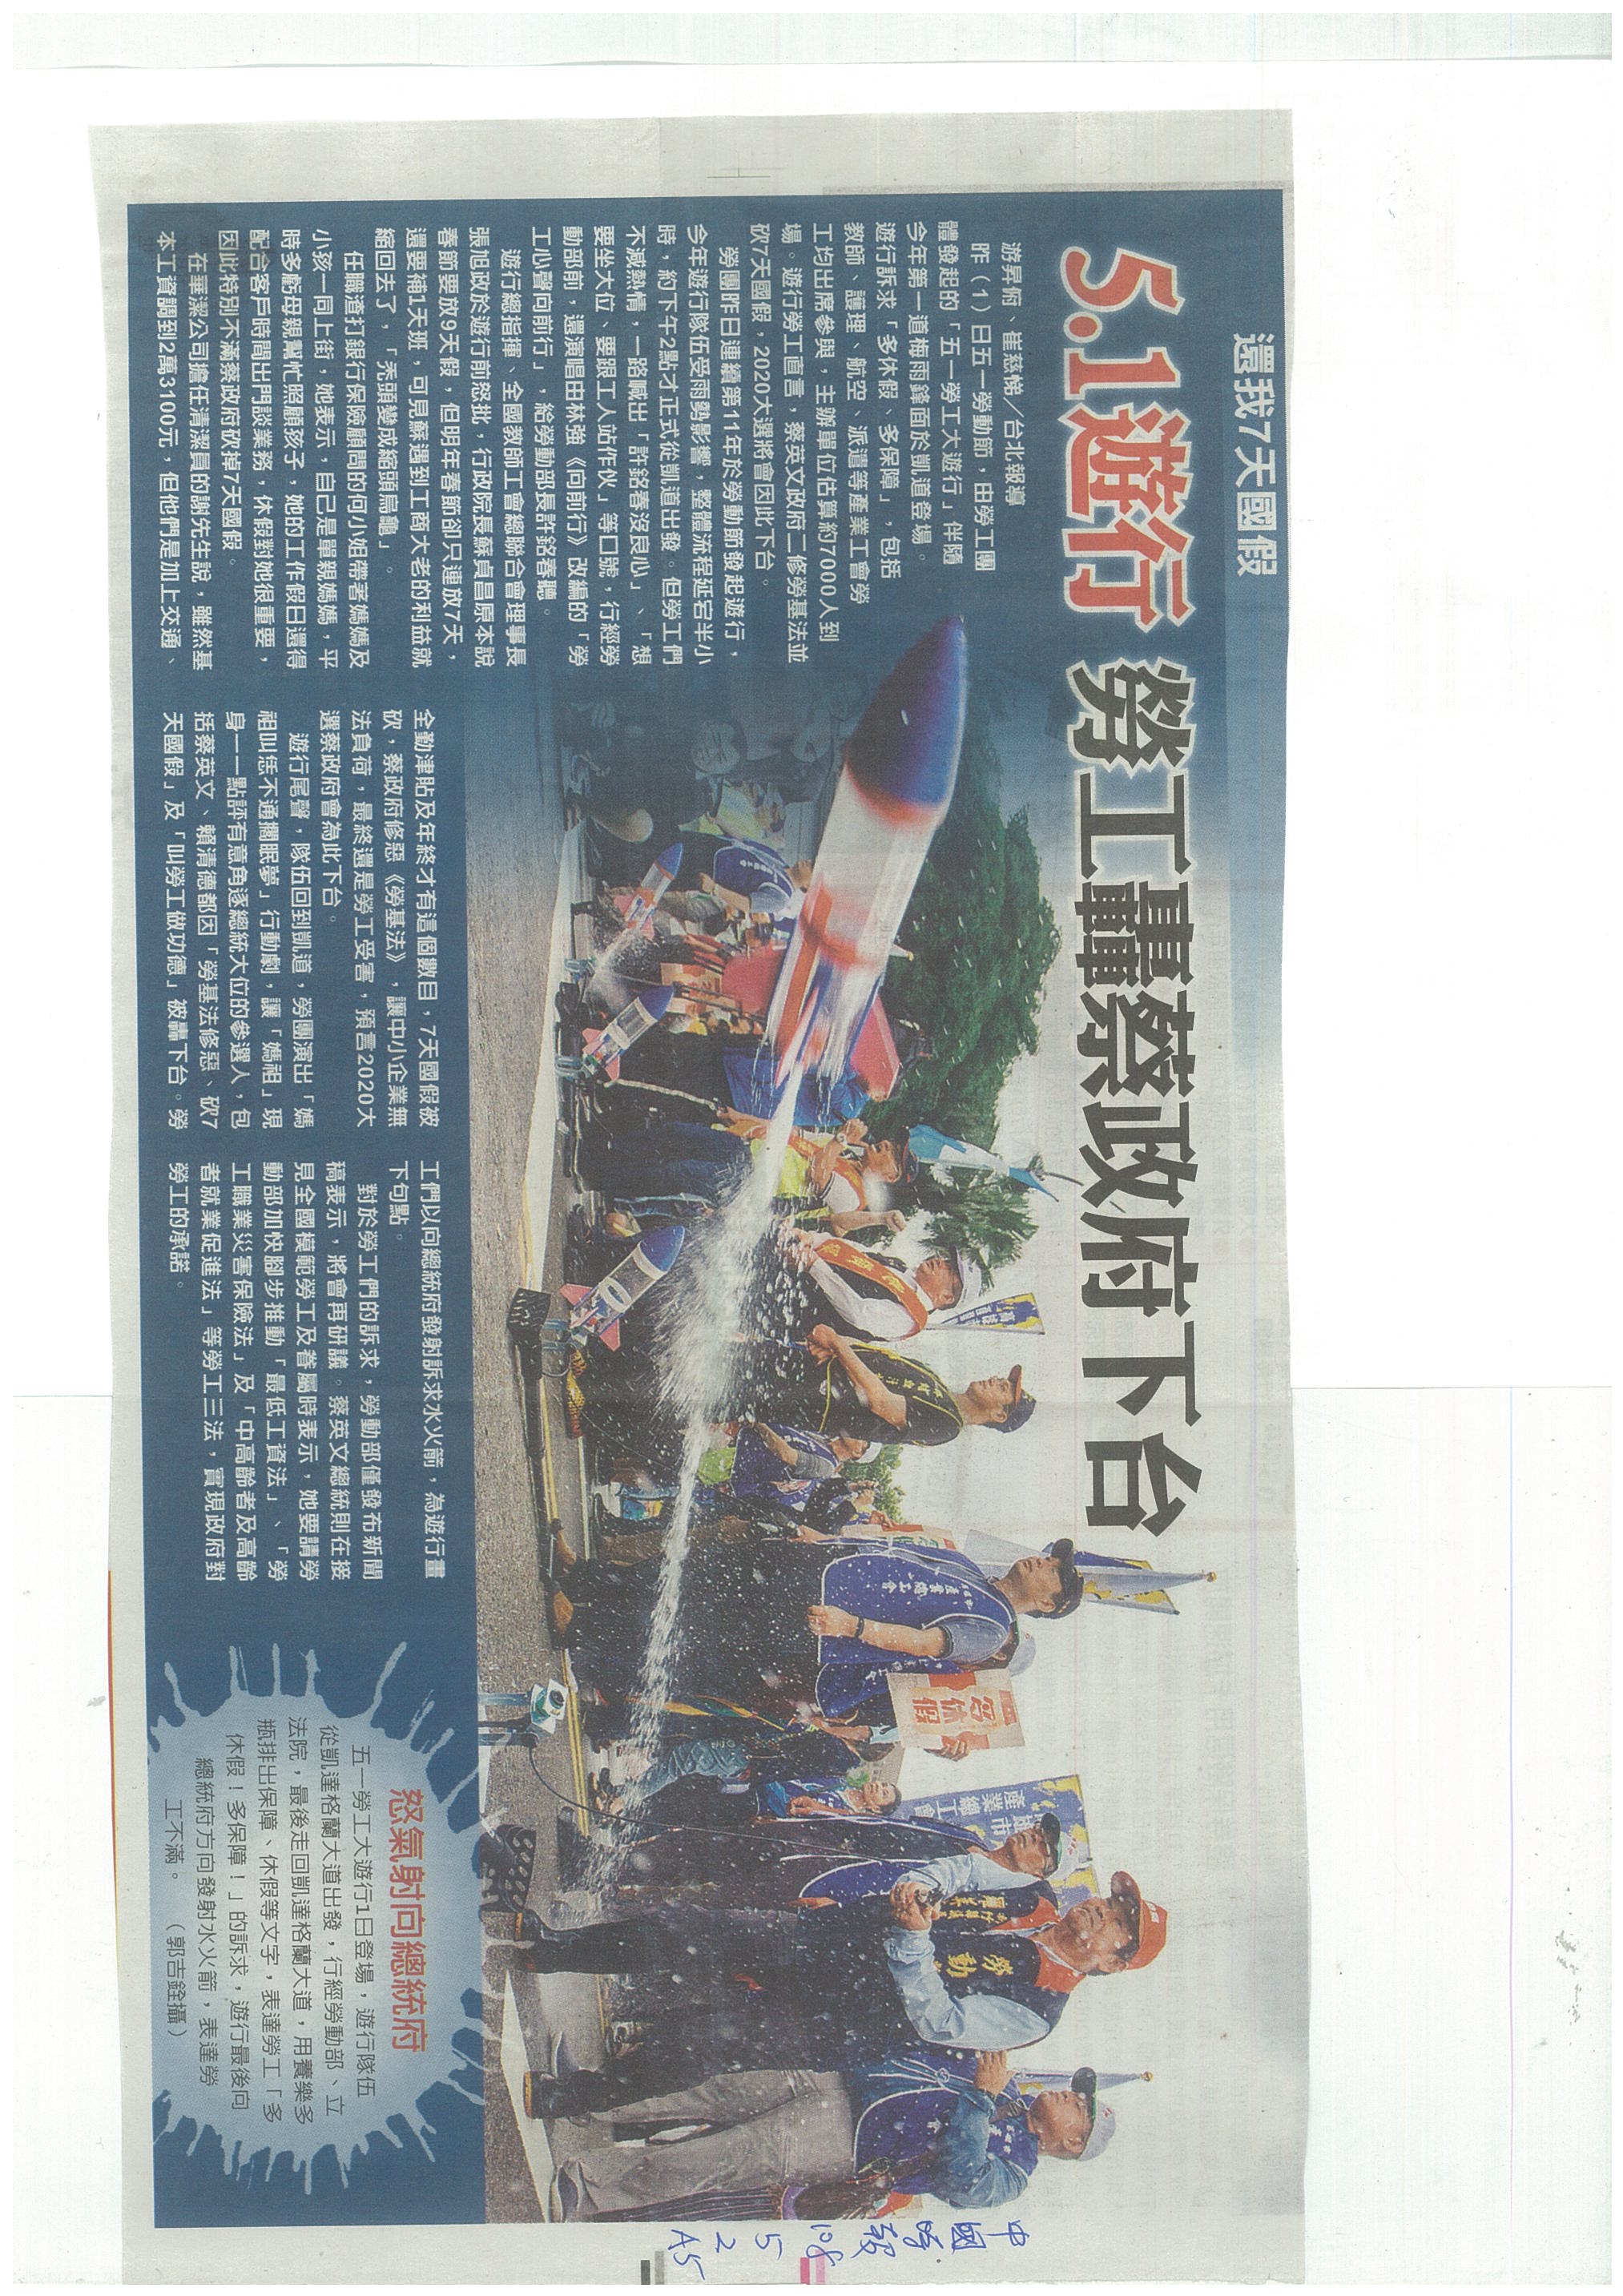 還我7天國假
5.1遊行 勞工轟蔡政府下台
游昇俯、崔慈悌／台北報導
昨（1）日五一勞動節，由勞工團
體發起的「五一勞工大遊行」伴隨
今年第一道梅雨鋒面於凱道登場。
遊行訴求「多休假、多保障」，包括
教師、護理、航空、派遣等產業工會勞
工均出席參與，主辦單位估算約7000人到
場。遊行勞工直言，蔡英文政府二修勞基法並
砍7天國假，2020大選將會因此下台。
勞團昨日連續第11年於勞動節發起遊行，
今年遊行隊伍受雨勢影響，整體流程延宕半小
時，約下午2點才正式從凱道出發。但勞工們
不減熱情，一路喊出「許銘春沒良心」、「想
要坐大位、要跟工人站作伙」等口號，行經勞
動部前，還演唱由林強《向前行》改編的「勞
工心聲向前行」，給勞動部長許銘春聽。
遊行總指揮、全國教師工會總聯合會理事長
張旭政於遊行前怒批，行政院長蘇貞昌原本說
春節要放9天假，但明年春節卻只連放7天，
還要補1天班，可見蘇遇到工商大老的利益就
縮回去了，「禿頭變成縮頭烏龜」。
任職渣打銀行保險顧問的何小姐帶著媽媽及
小孩一同上街，她表示，自己是單親媽媽，平
時多虧母親幫忙照顧孩子，她的工作假日還得
配合客戶時間出門談業務，休假對她很重要，
因此特別不滿蔡政府砍掉7天國假。
在華潔公司擔任清潔員的謝先生說，雖然基
本工資調到2萬3100元，但他們是加上交通、
全勤津貼及年終才有這個數目，7天國假被
砍，蔡政府修惡《勞基法》，讓中小企業無
法負荷，最終還是勞工受害，預言2020大
選蔡政府會為此下台。
遊行尾聲，隊伍回到凱道，勞團演出「媽
祖叫恁不通擱眠夢」行動劇，讓「媽祖」現
身一一點評有意角逐總統大位的參選人，包
括蔡英文、賴清德都因「勞基法修惡、砍7
天國假」及「叫勞工做功德」被轟下台。勞
工們以向總統府發射訴求水火箭，為遊行畫
下句點。
對於勞工們的訴求，勞動部僅發布新聞
稿表示，將會再研議。蔡英文總統則在接
見全國模範勞工及眷屬時表示，她要請勞
動部加快腳步推動「最低工資法」、「勞
工職業災害保險法」及「中高齡者及高齡
者就業促進法」等勞工三法，實現政府對
勞工的承諾。
怒氣射向總統府
五一勞工大遊行1日登場，遊行隊伍
從凱達格蘭大道出發，行經勞動部、立
法院，最後走回凱達格蘭大道，用養樂多
瓶排出保障、休假等文字，表達勞工「多
休假！多保障！」的訴求，遊行最後向
總統府方向發射水火箭，表達勞
工不滿。 （郭吉銓攝）
多休假
雄市
產業總工會
產業總工會
勞動
中國時報
108
5
2
A5